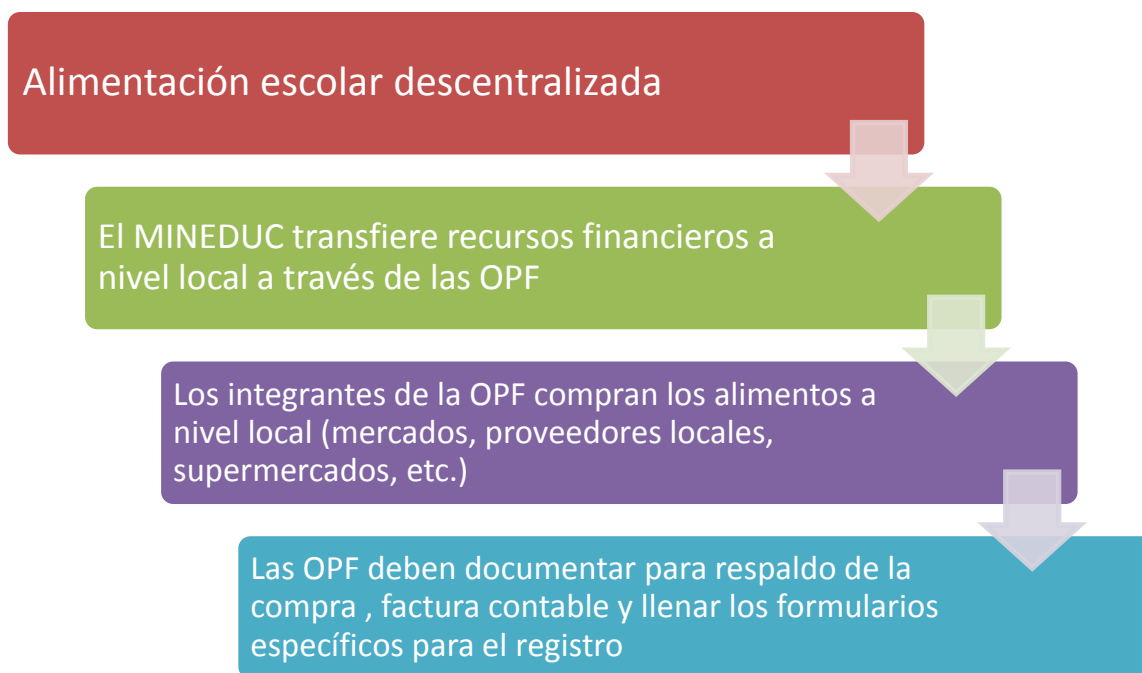 Alimentación escolar descentralizada
El MINEDUC transfiere recursos financieros a
nivel local a través de las OPF
Los integrantes de la OPF compran los alimentos a
nivel local (mercados, proveedores locales,
supermercados, etc.)
Las OPF deben documentar para respaldo de la
compra , factura contable y llenar los formularios
específicos para el registro